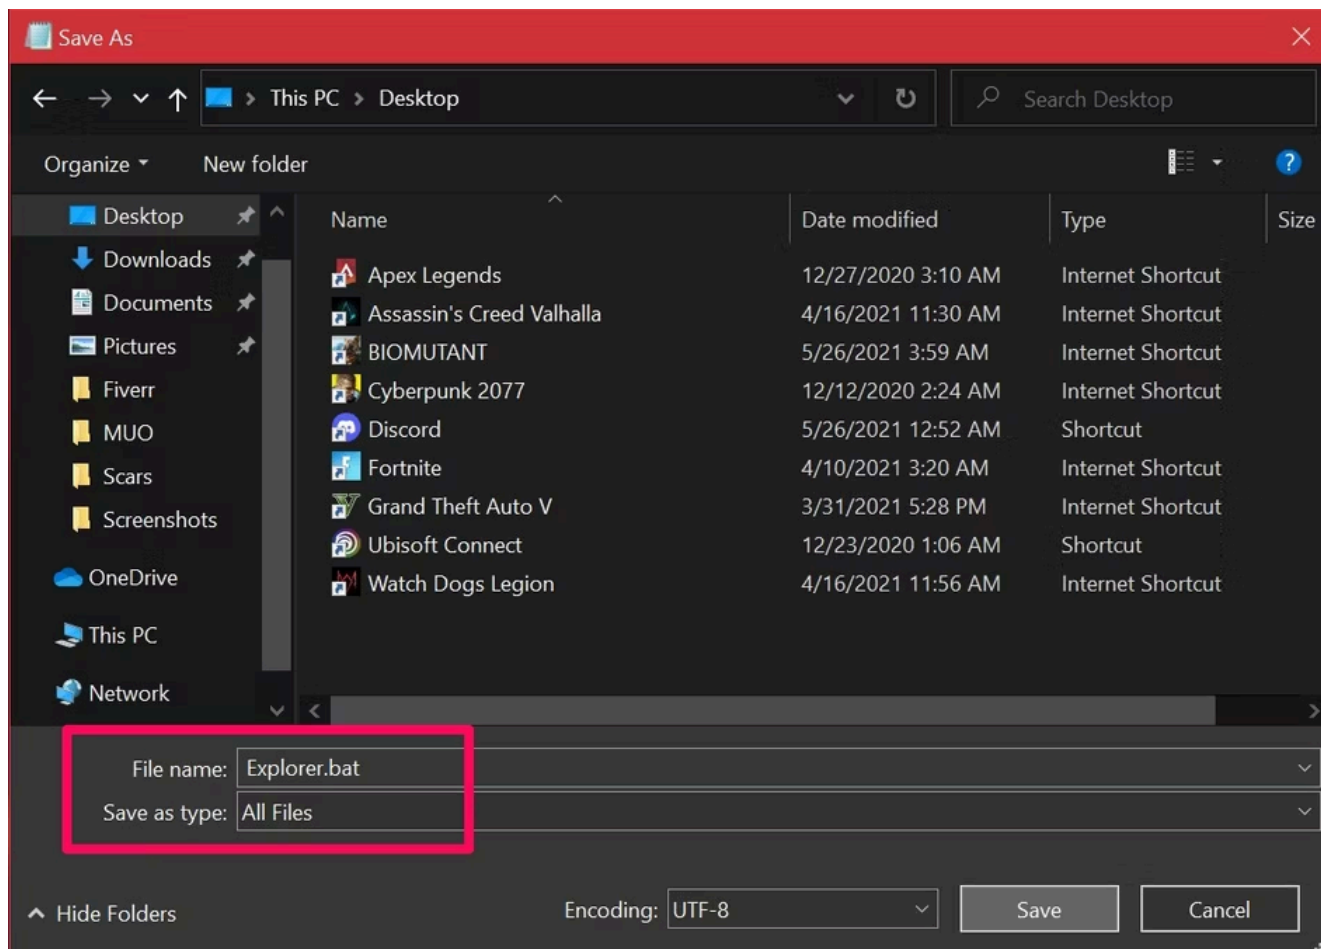 Save As
This PC > Desktop
Search Desktop
Organize
New folder
Desktop
Downloads
Documents
Pictures
Fiverr
MUO
Scars
Screenshots
OneDrive
This PC
Network
Name Date modified Type Size
Apex Legends 12/27/2020 3:10 AM Internet Shortcut
Assassin's Creed Valhalla 4/16/2021 11:30 AM Internet Shortcut
BIOMUTANT 5/26/2021 3:59 AM Internet Shortcut
Cyberpunk 2077 12/12/2020 2:24 AM Internet Shortcut
Discord 5/26/2021 12:52 AM Shortcut
Fortnite 4/10/2021 3:20 AM Internet Shortcut
Grand Theft Auto V 3/31/2021 5:28 PM Internet Shortcut
Ubisoft Connect 12/23/2020 1:06 AM Shortcut
Watch Dogs Legion 4/16/2021 11:56 AM Internet Shortcut
File name: Explorer.bat
Save as type: All Files
Hide Folders
Encoding: UTF-8
Save
Cancel